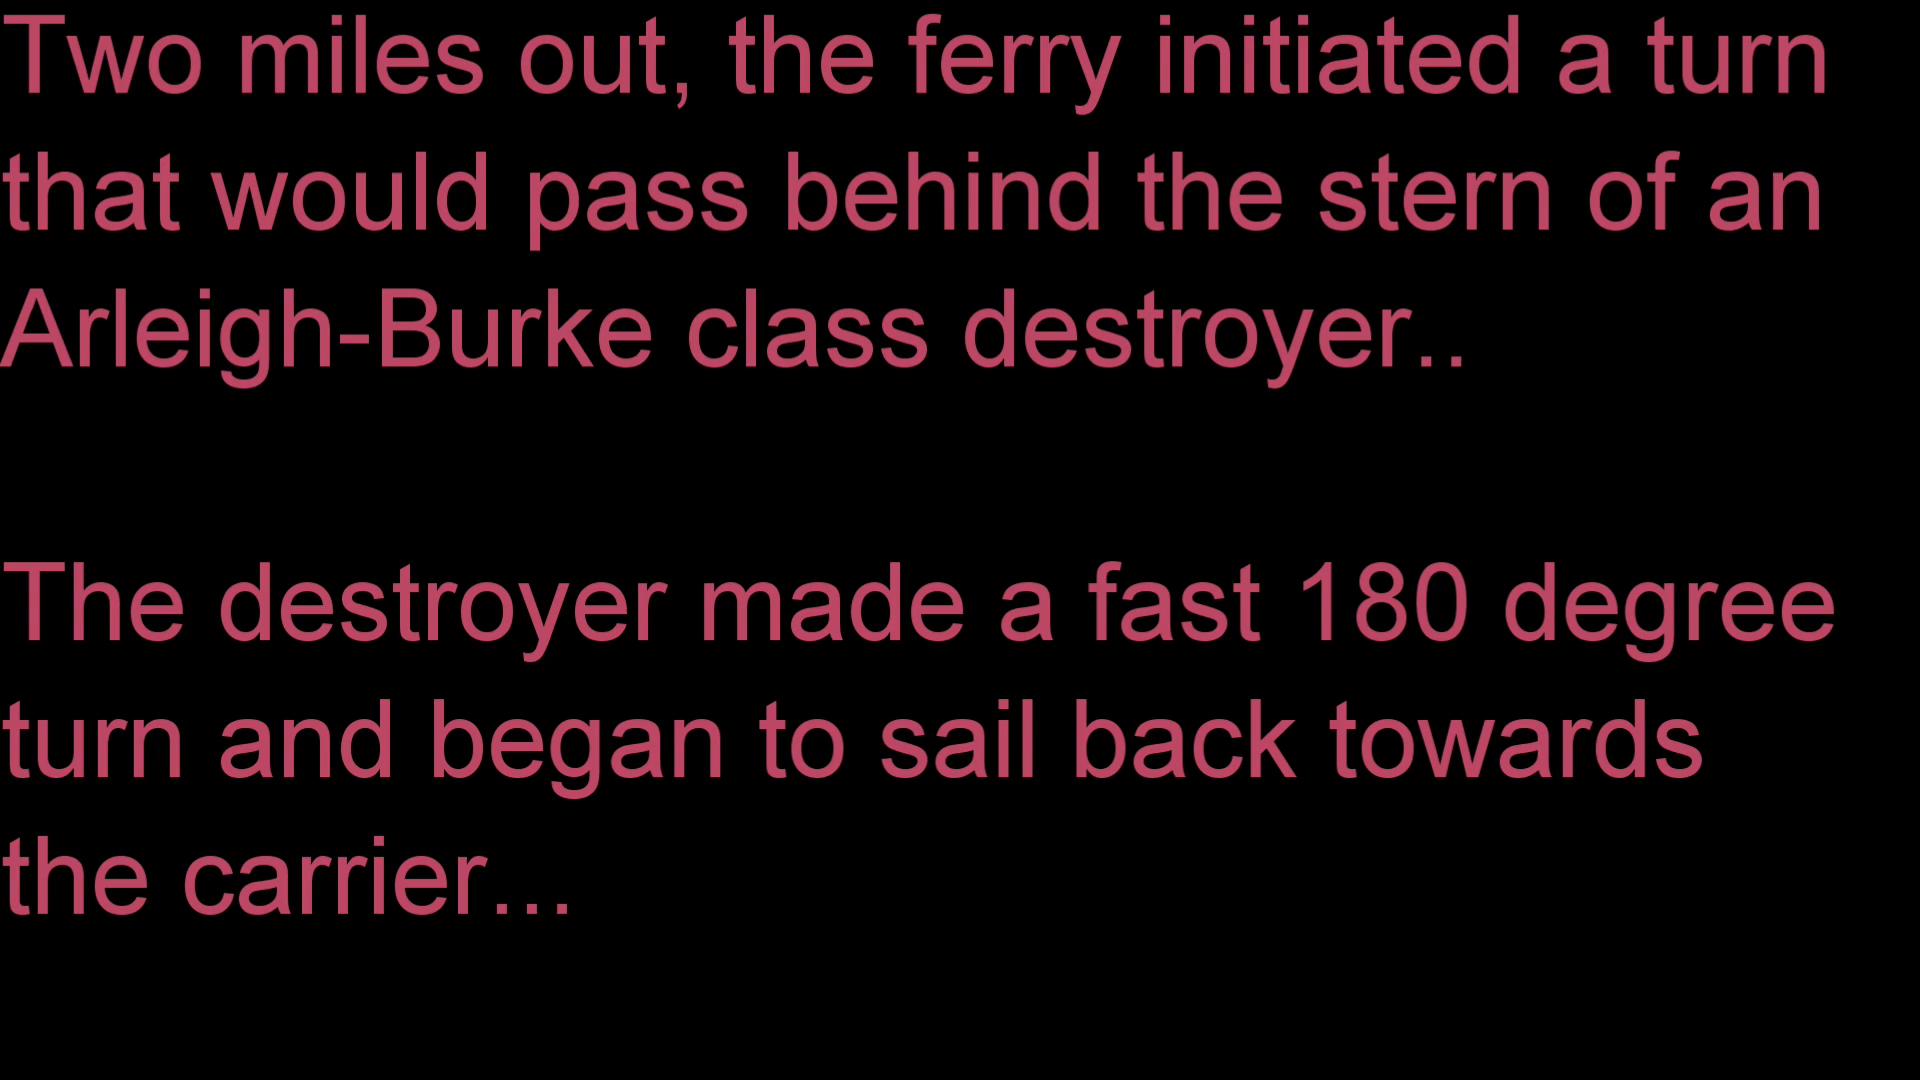 Two miles out, the ferry initiated a turn
that would pass behind the stern of an
Arleigh-Burke class destroyer..
The destroyer made a fast 180 degree
turn and began to sail back towards
the carrier...